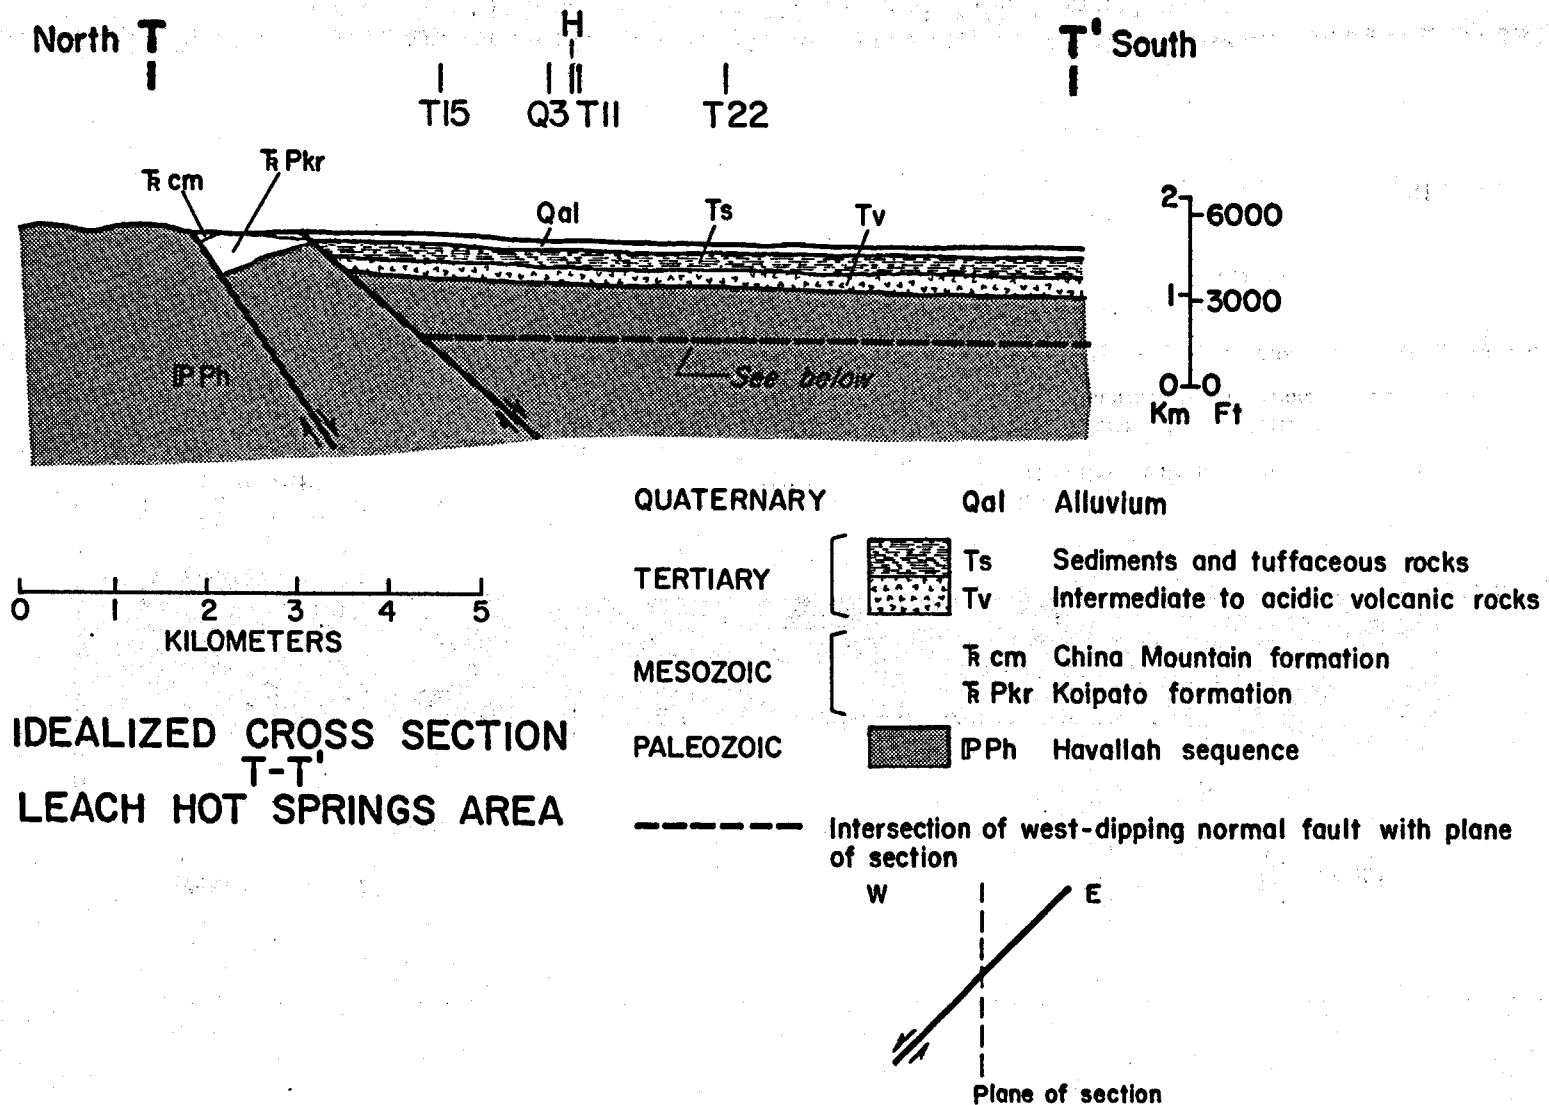 North T
H
T' South
T15 Q3 T11 T22
T̅R cm
T̅R Pkr
Qal
Ts
Tv
2 6000
1 3000
0 0
Km Ft
ℙPh
See below
QUATERNARY Qal Alluvium
TERTIARY
Ts Sediments and tuffaceous rocks
Tv Intermediate to acidic volcanic rocks
MESOZOIC
T̅R cm China Mountain formation
T̅R Pkr Koipato formation
PALEOZOIC ℙPh Havallah sequence
0 1 2 3 4 5
KILOMETERS
IDEALIZED CROSS SECTION
T-T'
LEACH HOT SPRINGS AREA
Intersection of west-dipping normal fault with plane
of section
W E
Plane of section